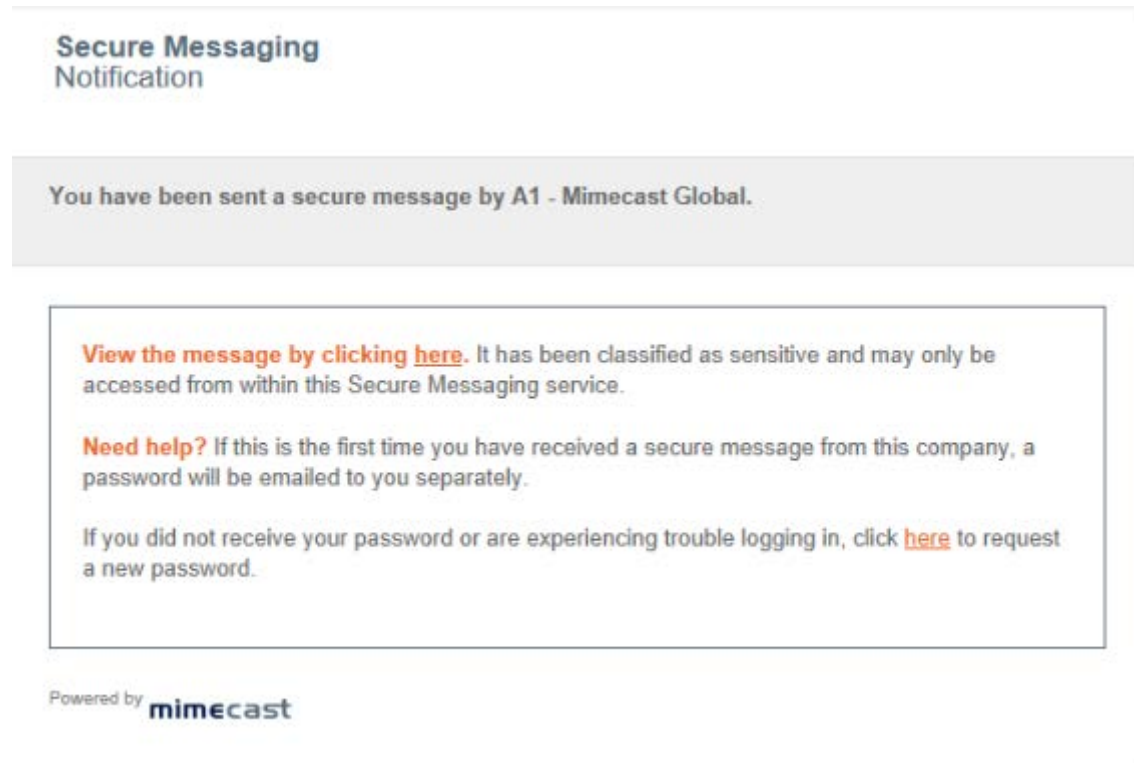 Secure Messaging
Notification
You have been sent a secure message by A1 - Mimecast Global.
View the message by clicking here. It has been classified as sensitive and may only be
accessed from within this Secure Messaging service.
Need help? If this is the first time you have received a secure message from this company, a
password will be emailed to you separately.
If you did not receive your password or are experiencing trouble logging in, click here to request
a new password.
Powered by mimecast